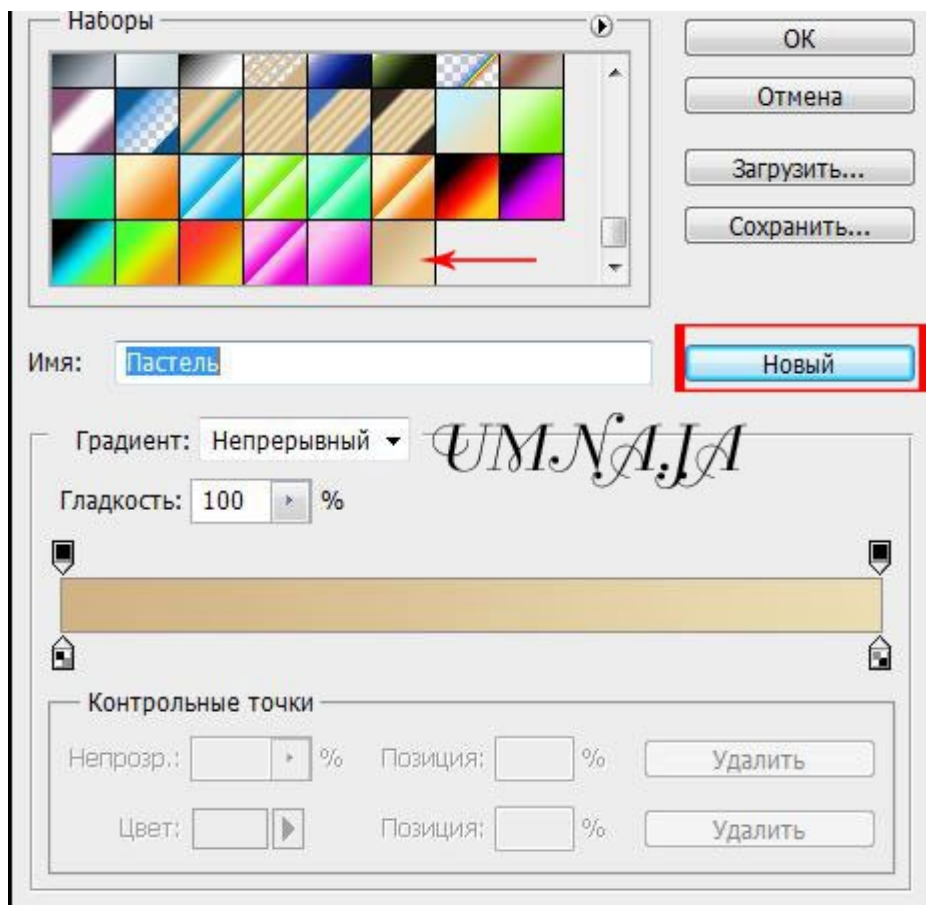 Наборы
ОК
Отмена
Загрузить...
Сохранить...
Имя: Пастель
Новый
Градиент: Непрерывный
UMNAJA
Гладкость: 100 %
Контрольные точки
Непрозр.: % Позиция: % Удалить
Цвет: Позиция: % Удалить